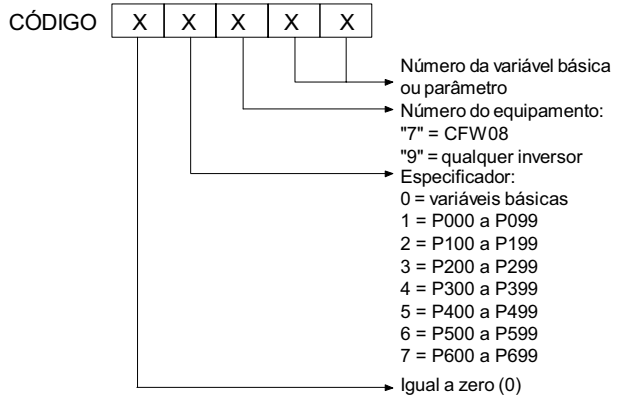 CÓDIGO X X X X X
Número da variável básica
ou parâmetro
Número do equipamento:
"7" = CFW08
"9" = qualquer inversor
Especificador:
0 = variáveis básicas
1 = P000 a P099
2 = P100 a P199
3 = P200 a P299
4 = P300 a P399
5 = P400 a P499
6 = P500 a P599
7 = P600 a P699
Igual a zero (0)